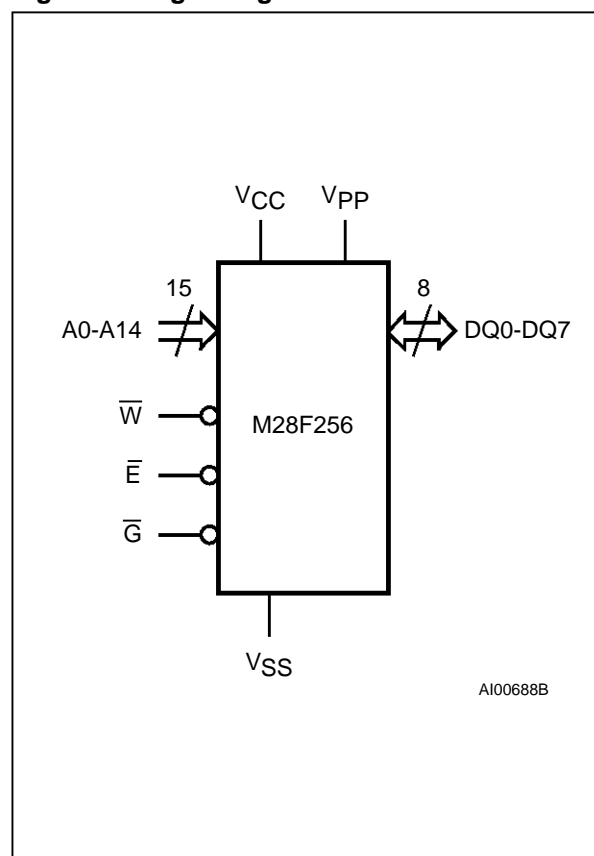 VCC VPP
15 8
A0-A14 DQ0-DQ7
W̅
M28F256
E̅
G̅
VSS
AI00688B